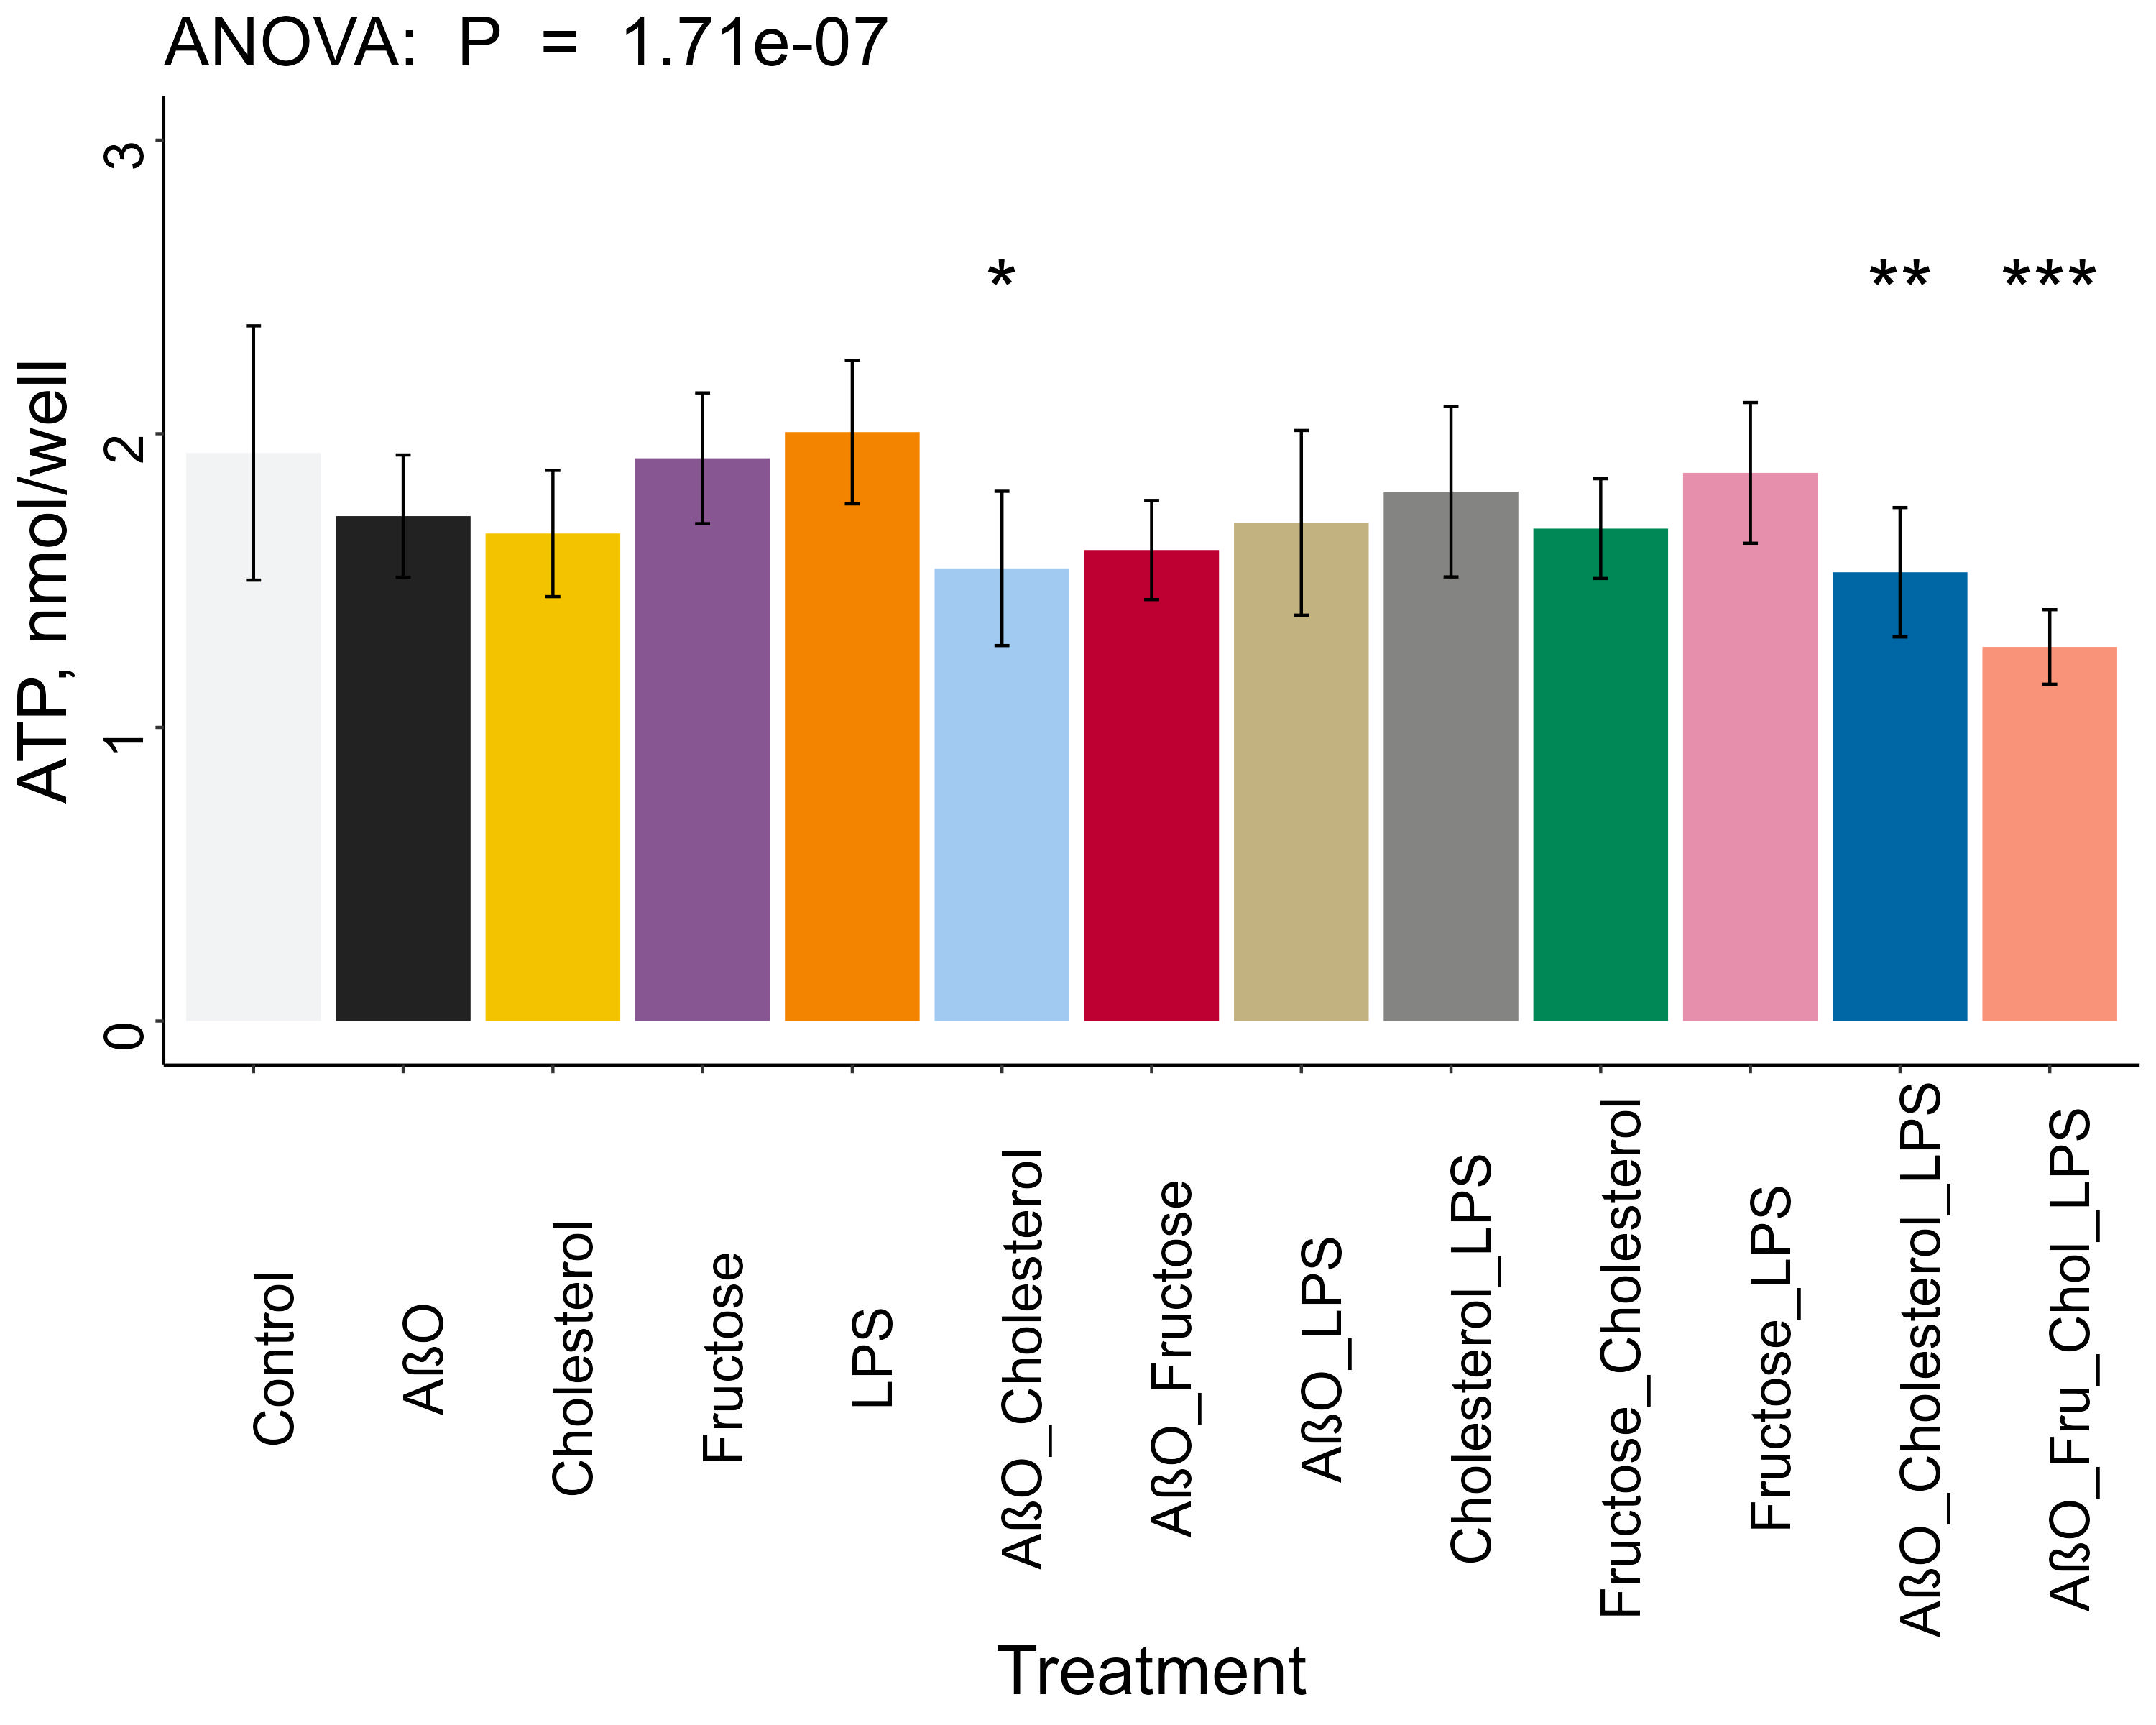 ANOVA: P = 1.71e-07
ATP, nmol/well
3
2
1
0
*
**
***
Control
AßO
Cholesterol
Fructose
LPS
AßO_Cholesterol
AßO_Fructose
AßO_LPS
Cholesterol_LPS
Fructose_Cholesterol
Fructose_LPS
AßO_Cholesterol_LPS
AßO_Fru_Chol_LPS
Treatment